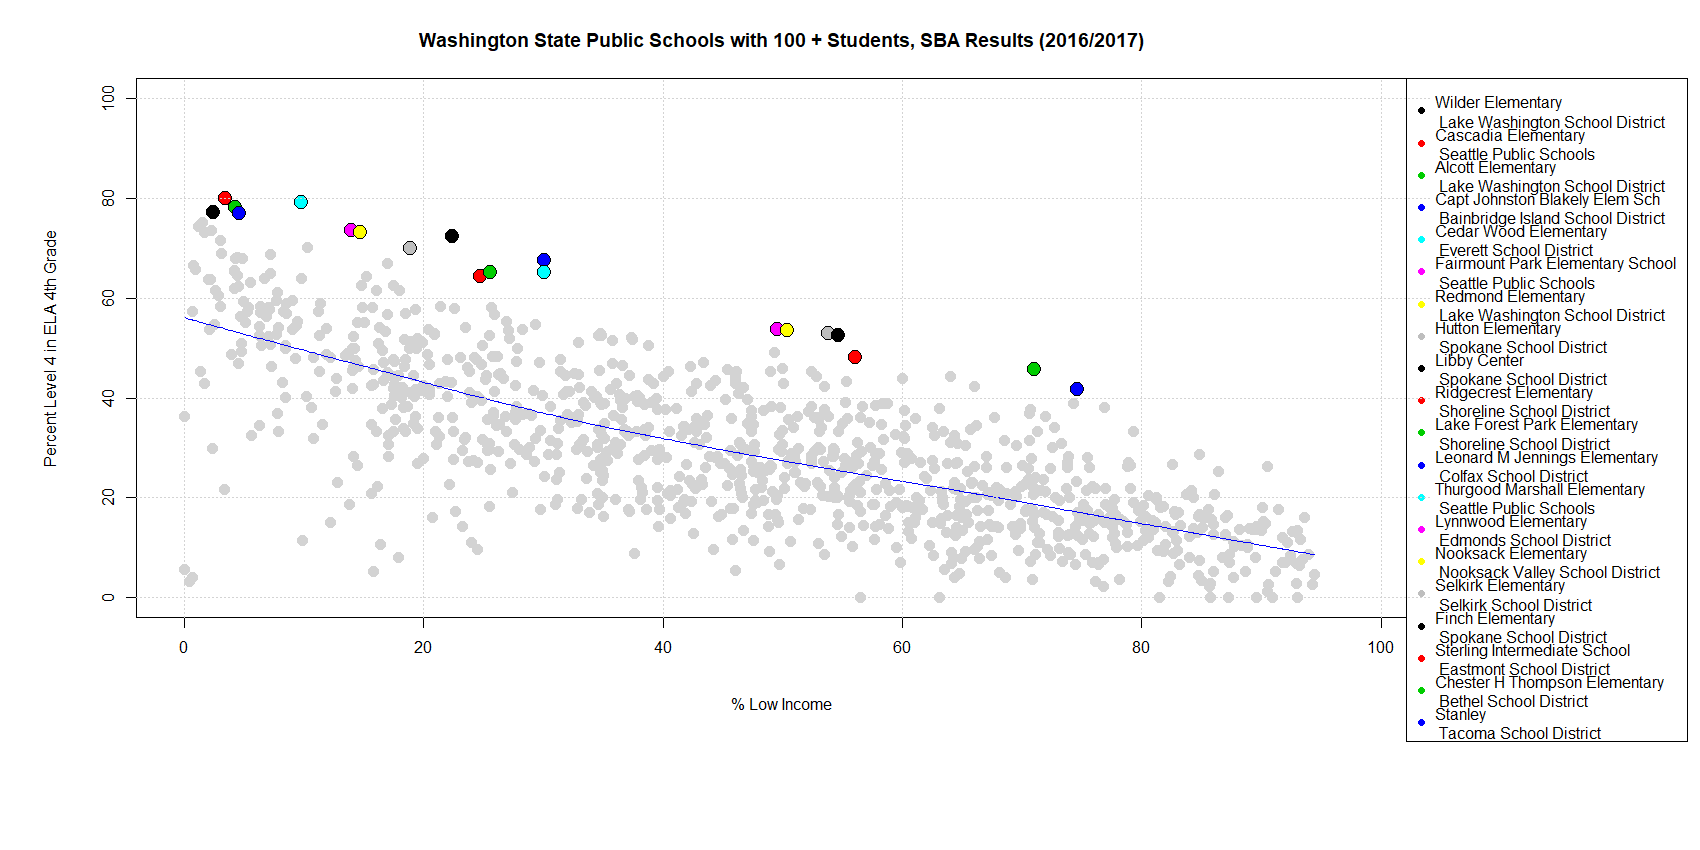 Washington State Public Schools with 100 + Students, SBA Results (2016/2017)
Percent Level 4 in ELA 4th Grade
100
80
60
40
20
0
0
20
40
60
80
100
% Low Income
Wilder Elementary
Lake Washington School District
Cascadia Elementary
Seattle Public Schools
Alcott Elementary
Lake Washington School District
Capt Johnston Blakely Elem Sch
Bainbridge Island School District
Cedar Wood Elementary
Everett School District
Fairmount Park Elementary School
Seattle Public Schools
Redmond Elementary
Lake Washington School District
Hutton Elementary
Spokane School District
Libby Center
Spokane School District
Ridgecrest Elementary
Shoreline School District
Lake Forest Park Elementary
Shoreline School District
Leonard M Jennings Elementary
Colfax School District
Thurgood Marshall Elementary
Seattle Public Schools
Lynnwood Elementary
Edmonds School District
Nooksack Elementary
Nooksack Valley School District
Selkirk Elementary
Selkirk School District
Finch Elementary
Spokane School District
Sterling Intermediate School
Eastmont School District
Chester H Thompson Elementary
Bethel School District
Stanley
Tacoma School District